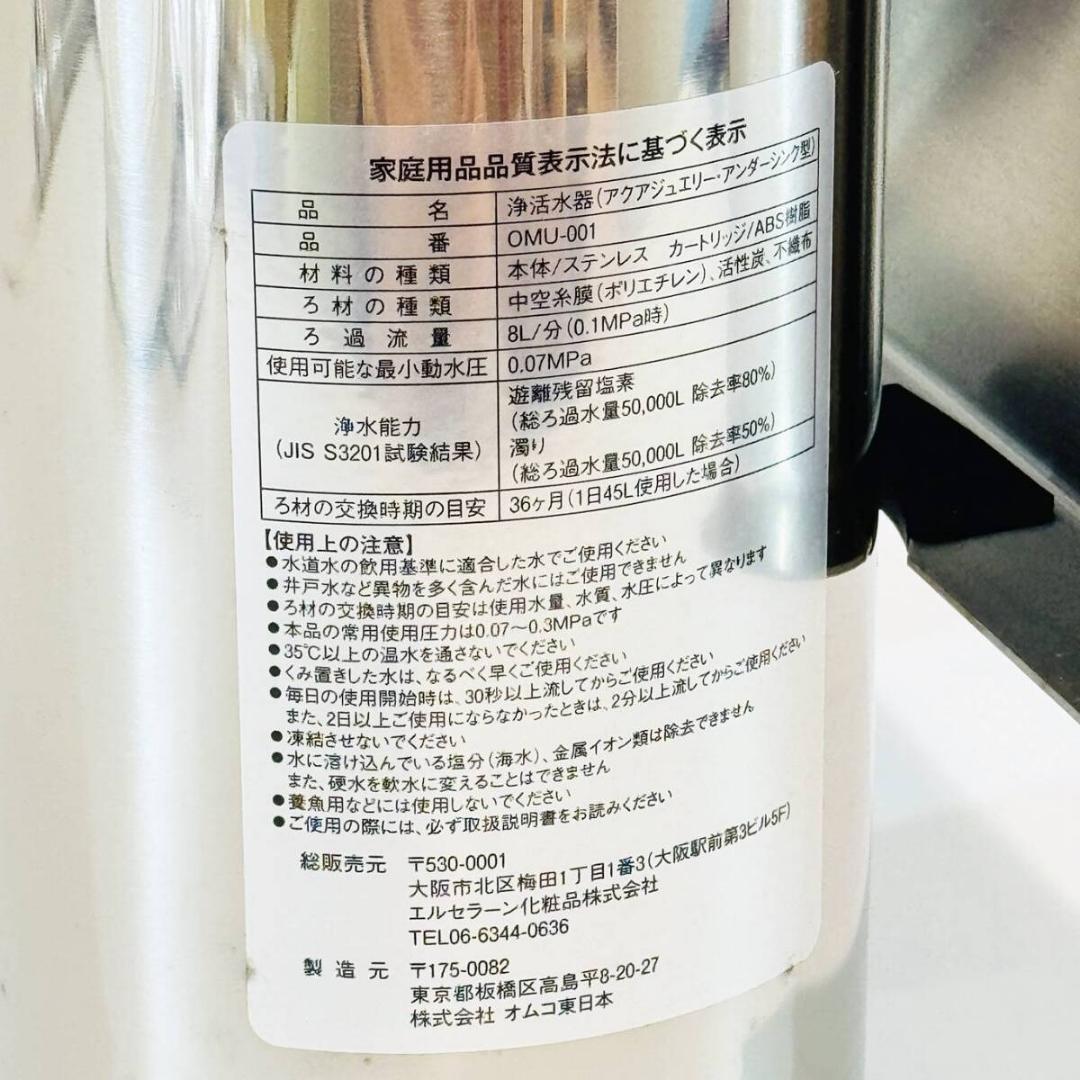 家庭用品品質表示法に基づく表示
品名 浄活水器(アクアジュエリー・アンダーシンク型)
品番 OMU-001
材料の種類 本体/ステンレス カートリッジ/ABS樹脂
ろ材の種類 中空糸膜(ポリエチレン)、活性炭、不織布
ろ過流量 8L/分(0.1MPa時)
使用可能な最小動水圧 0.07MPa
浄水能力
(JIS S3201試験結果)
遊離残留塩素
(総ろ過水量50,000L 除去率80%)
濁り
(総ろ過水量50,000L 除去率50%)
ろ材の交換時期の目安 36ヶ月(1日45L使用した場合)
【使用上の注意】
●水道水の飲用基準に適合した水でご使用ください
●井戸水など異物を多く含んだ水にはご使用できません
●ろ材の交換時期の目安は使用水量、水質、水圧によって異なります
●本品の常用使用圧力は0.07〜0.3MPaです
●35℃以上の温水を通さないでください
●くみ置きした水は、なるべく早くご使用ください
●毎日の使用開始時は、30秒以上流してからご使用ください
また、2日以上ご使用にならなかったときは、2分以上流してからご使用ください
●凍結させないでください
●水に溶け込んでいる塩分(海水)、金属イオン類は除去できません
また、硬水を軟水に変えることはできません
●養魚用などには使用しないでください
●ご使用の際には、必ず取扱説明書をお読みください
総販売元 〒530-0001
大阪市北区梅田1丁目1番3(大阪駅前第3ビル5F)
エルセラーン化粧品株式会社
TEL06-6344-0636
製造元 〒175-0082
東京都板橋区高島平8-20-27
株式会社 オムコ東日本